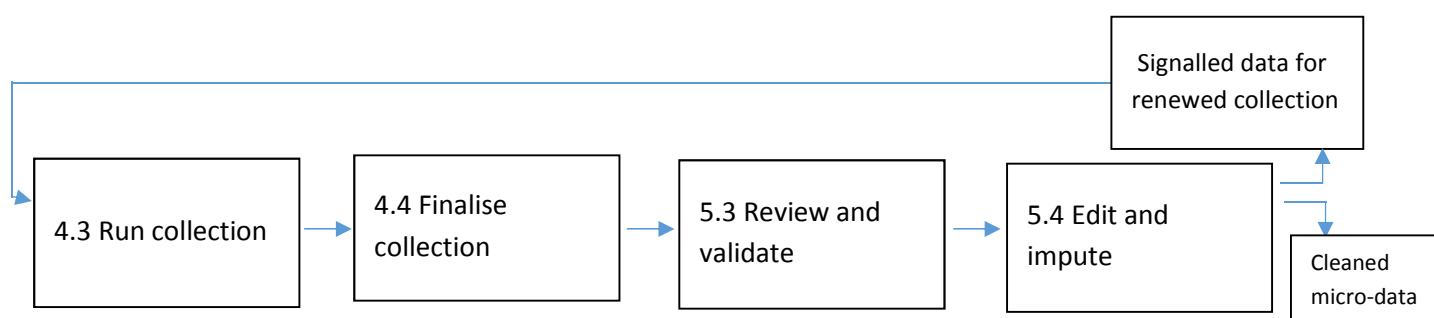 Signalled data for
renewed collection
4.3 Run collection
4.4 Finalise
collection
5.3 Review and
validate
5.4 Edit and
impute
Cleaned
micro-data